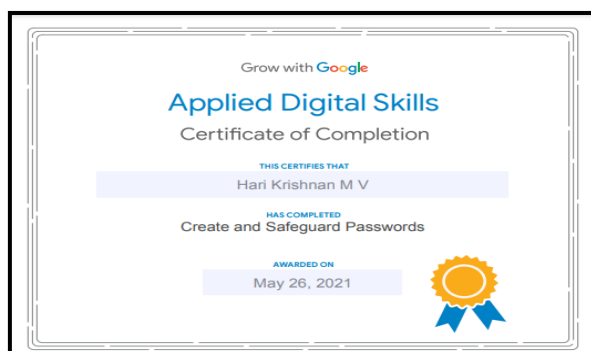 Grow with Google
Applied Digital Skills
Certificate of Completion
THIS CERTIFIES THAT
Hari Krishnan M V
HAS COMPLETED
Create and Safeguard Passwords
AWARDED ON
May 26, 2021